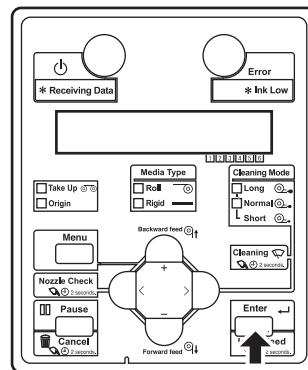 Error
* Receiving Data
* Ink Low
1 2 3 4 5 6
Media Type
Cleaning Mode
Take Up
Origin
Roll
Rigid
Long
Normal
Short
Menu
Backward feed
Cleaning
2 seconds.
Nozzle Check
2 seconds.
+
< >
−
Pause
Enter
Cancel
2 seconds.
Forward feed
2 seconds.